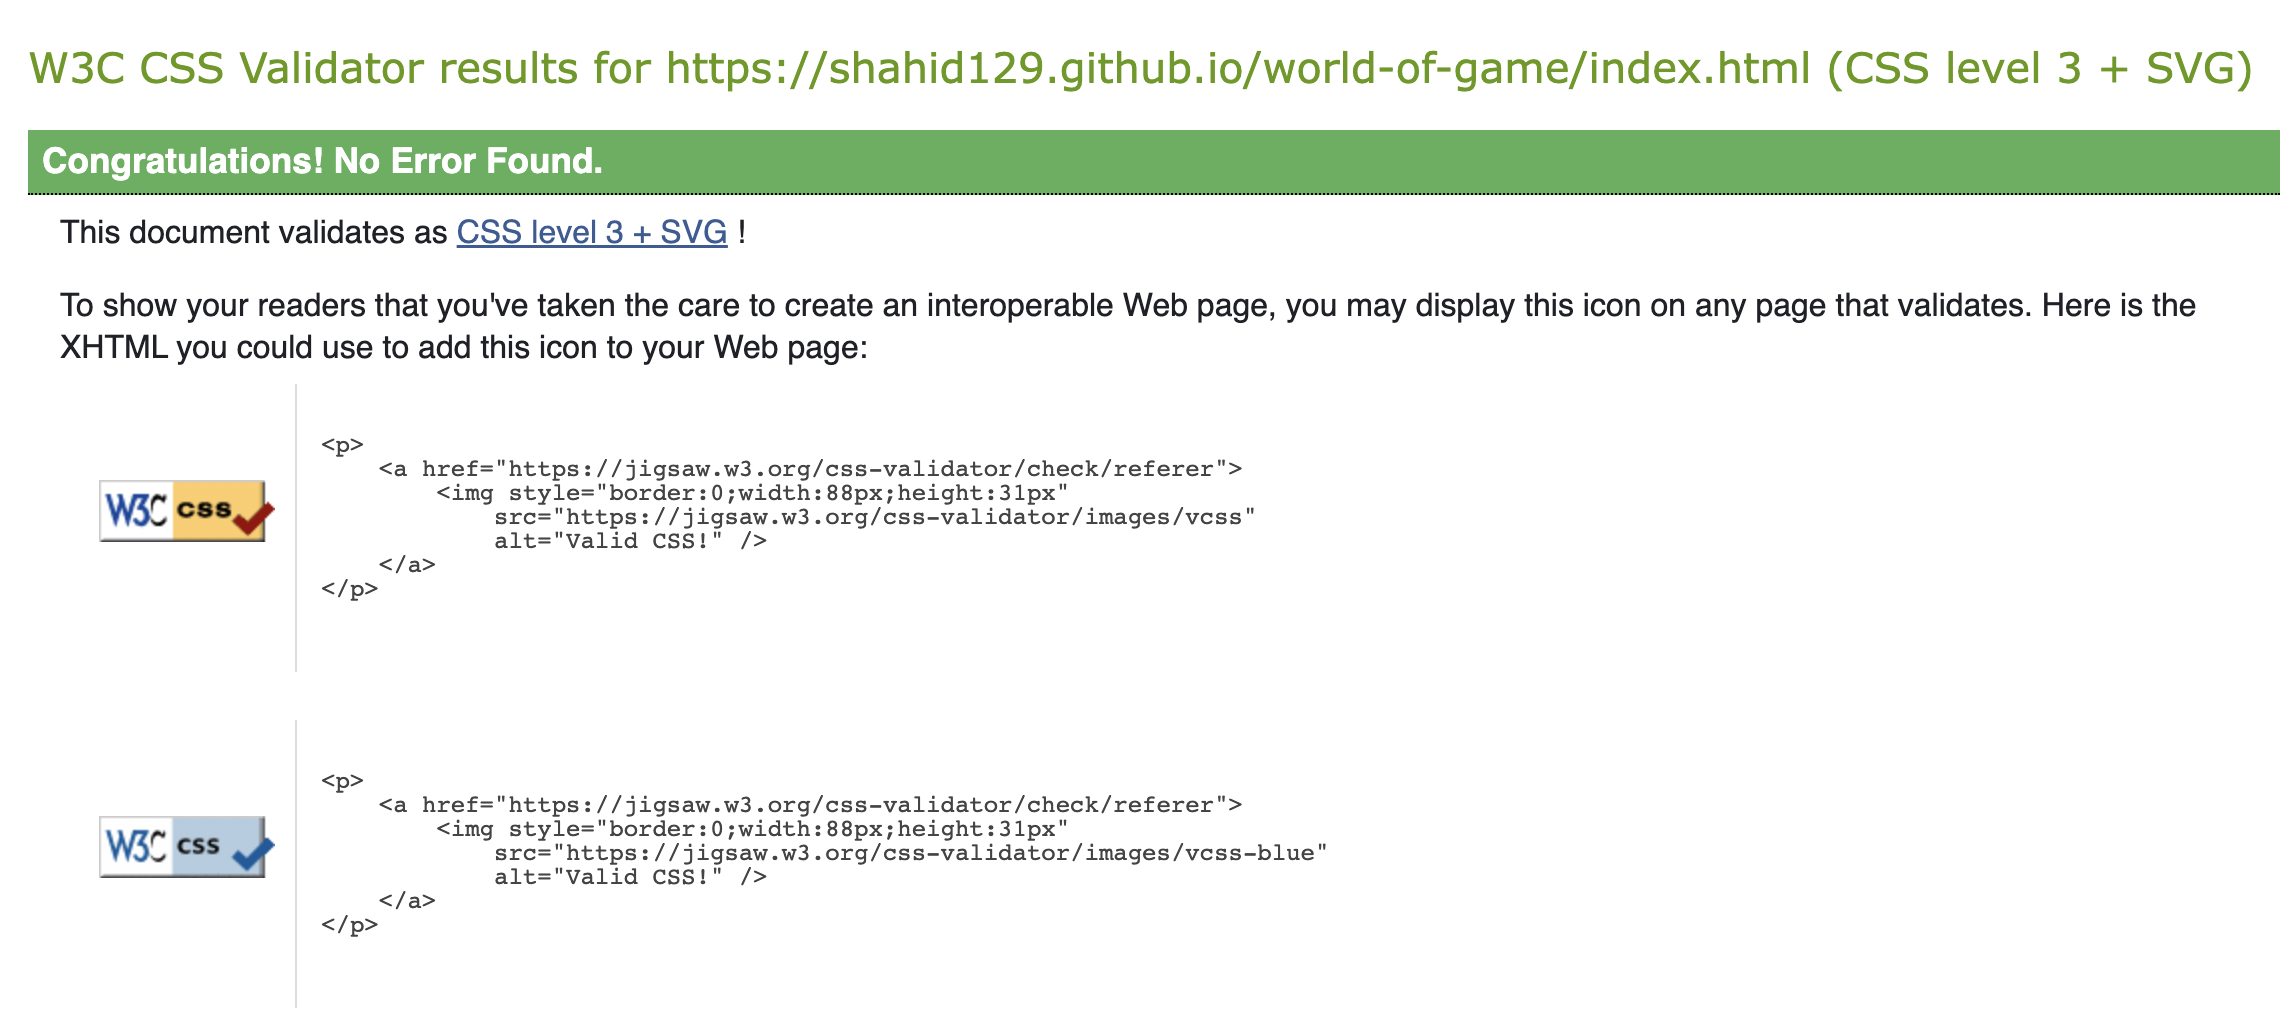 W3C CSS Validator results for https://shahid129.github.io/world-of-game/index.html (CSS level 3 + SVG)
Congratulations! No Error Found.
This document validates as CSS level 3 + SVG !
To show your readers that you've taken the care to create an interoperable Web page, you may display this icon on any page that validates. Here is the
XHTML you could use to add this icon to your Web page:
W3C css
<p>
    <a href="https://jigsaw.w3.org/css-validator/check/referer">
        <img style="border:0;width:88px;height:31px"
            src="https://jigsaw.w3.org/css-validator/images/vcss"
            alt="Valid CSS!" />
    </a>
</p>
W3C css
<p>
    <a href="https://jigsaw.w3.org/css-validator/check/referer">
        <img style="border:0;width:88px;height:31px"
            src="https://jigsaw.w3.org/css-validator/images/vcss-blue"
            alt="Valid CSS!" />
    </a>
</p>